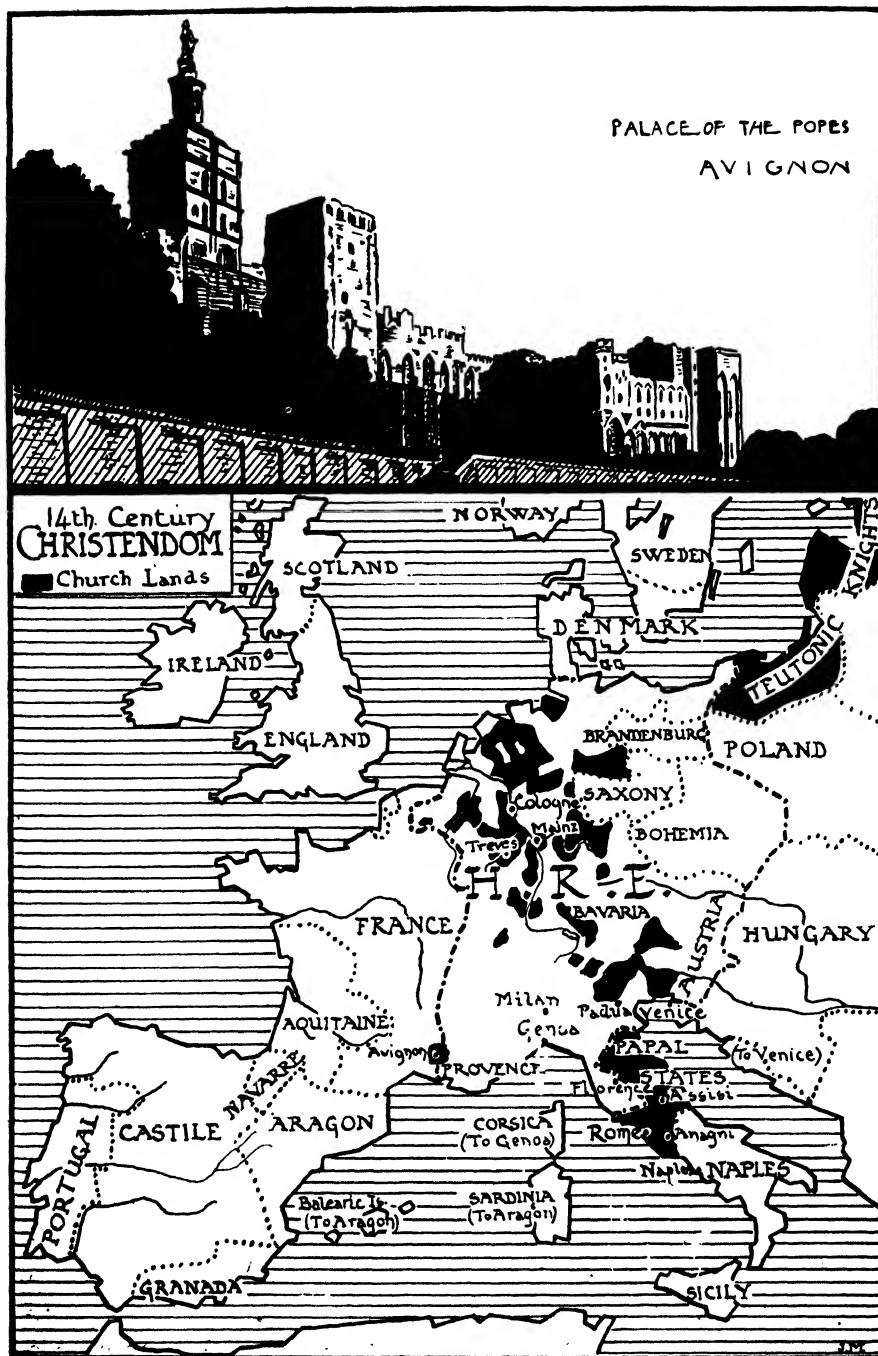 PALACE OF THE POPES
AVIGNON
14th. Century
CHRISTENDOM
Church Lands
NORWAY
SWEDEN
SCOTLAND
DENMARK
TEUTONIC KNIGHTS
IRELAND
ENGLAND
BRANDENBURG
POLAND
Cologne
SAXONY
Mainz
Treves
BOHEMIA
H R E
BAVARIA
FRANCE
AUSTRIA
HUNGARY
Milan
Padua
Venice
Genoa
AQUITAINE
Avignon
PROVENCE
PAPAL
STATES
(To Venice)
Florence
Assisi
NAVARRE
CASTILE
ARAGON
CORSICA
(To Genoa)
Rome
Anagni
PORTUGAL
Naples
NAPLES
Balearic Is.
(To Aragon)
SARDINIA
(To Aragon)
GRANADA
SICILY
J.M